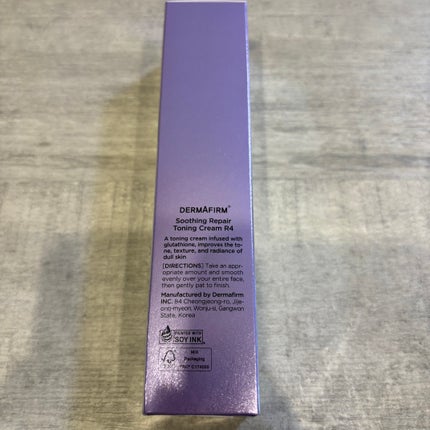 DERMAFIRM+
Soothing Repair
Toning Cream R4
A toning cream infused with
glutathione, improves the to-
ne, texture, and radiance of
dull skin
[DIRECTIONS] Take an appr-
opriate amount and smooth
evenly over your entire face,
then gently pat to finish.
Manufactured by Dermafirm
INC. 84 Cheongjeong-ro, Jije-
ong-myeon, Wonju-si, Gangwon
State, Korea
PRINTED WITH
SOY INK
FSC
MIX
Packaging